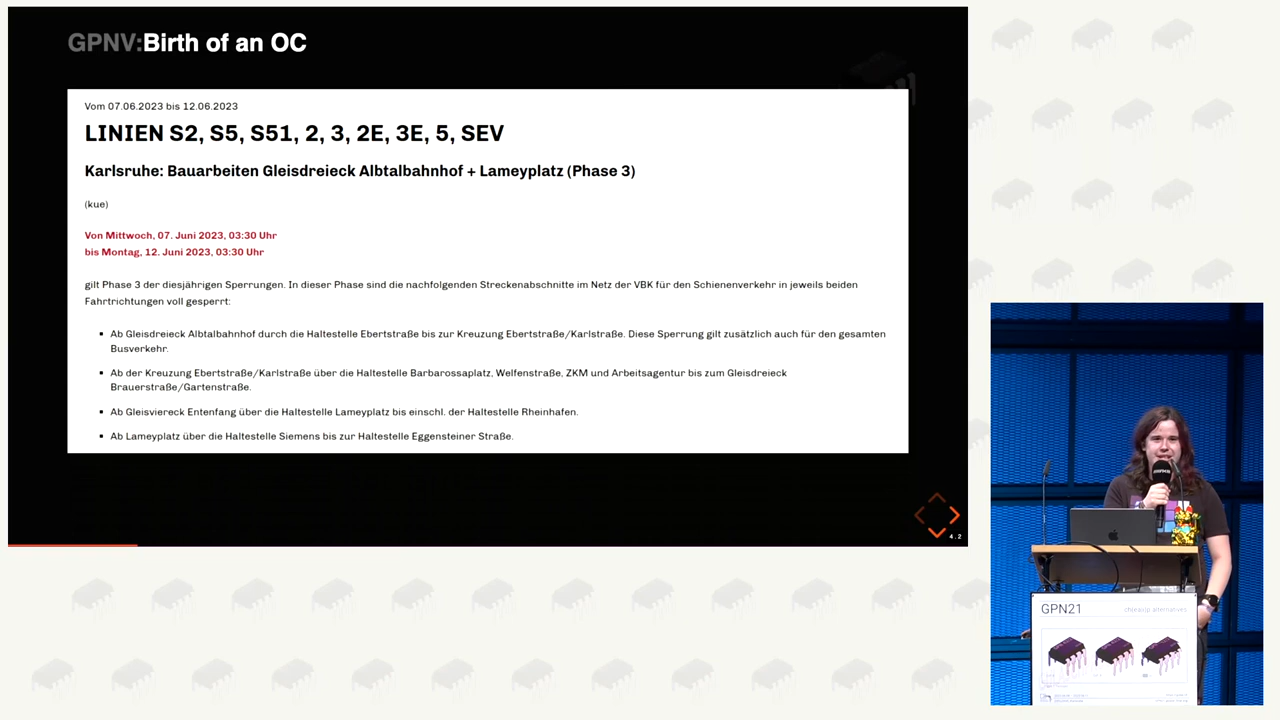 GPNV:Birth of an OC
Vom 07.06.2023 bis 12.06.2023
LINIEN S2, S5, S51, 2, 3, 2E, 3E, 5, SEV
Karlsruhe: Bauarbeiten Gleisdreieck Albtalbahnhof + Lameyplatz (Phase 3)
(kue)
Von Mittwoch, 07. Juni 2023, 03:30 Uhr
bis Montag, 12. Juni 2023, 03:30 Uhr
gilt Phase 3 der diesjährigen Sperrungen. In dieser Phase sind die nachfolgenden Streckenabschnitte im Netz der VBK für den Schienenverkehr in jeweils beiden
Fahrtrichtungen voll gesperrt:
Ab Gleisdreieck Albtalbahnhof durch die Haltestelle Ebertstraße bis zur Kreuzung Ebertstraße/Karlstraße. Diese Sperrung gilt zusätzlich auch für den gesamten
Busverkehr.
Ab der Kreuzung Ebertstraße/Karlstraße über die Haltestelle Barbarossaplatz, Welfenstraße, ZKM und Arbeitsagentur bis zum Gleisdreieck
Brauerstraße/Gartenstraße.
Ab Gleisviereck Entenfang über die Haltestelle Lameyplatz bis einschl. der Haltestelle Rheinhafen.
Ab Lameyplatz über die Haltestelle Siemens bis zur Haltestelle Eggensteiner Straße.
4.2
GPN21